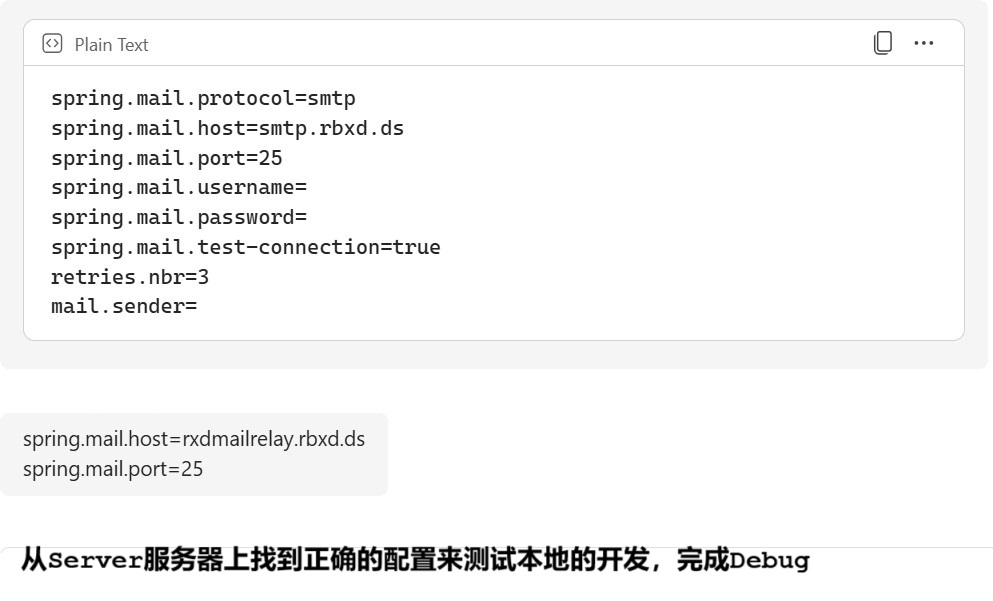 Plain Text
spring.mail.protocol=smtp
spring.mail.host=smtp.rbxd.ds
spring.mail.port=25
spring.mail.username=
spring.mail.password=
spring.mail.test-connection=true
retries.nbr=3
mail.sender=
spring.mail.host=rxdmailrelay.rbxd.ds
spring.mail.port=25
从Server服务器上找到正确的配置来测试本地的开发，完成Debug